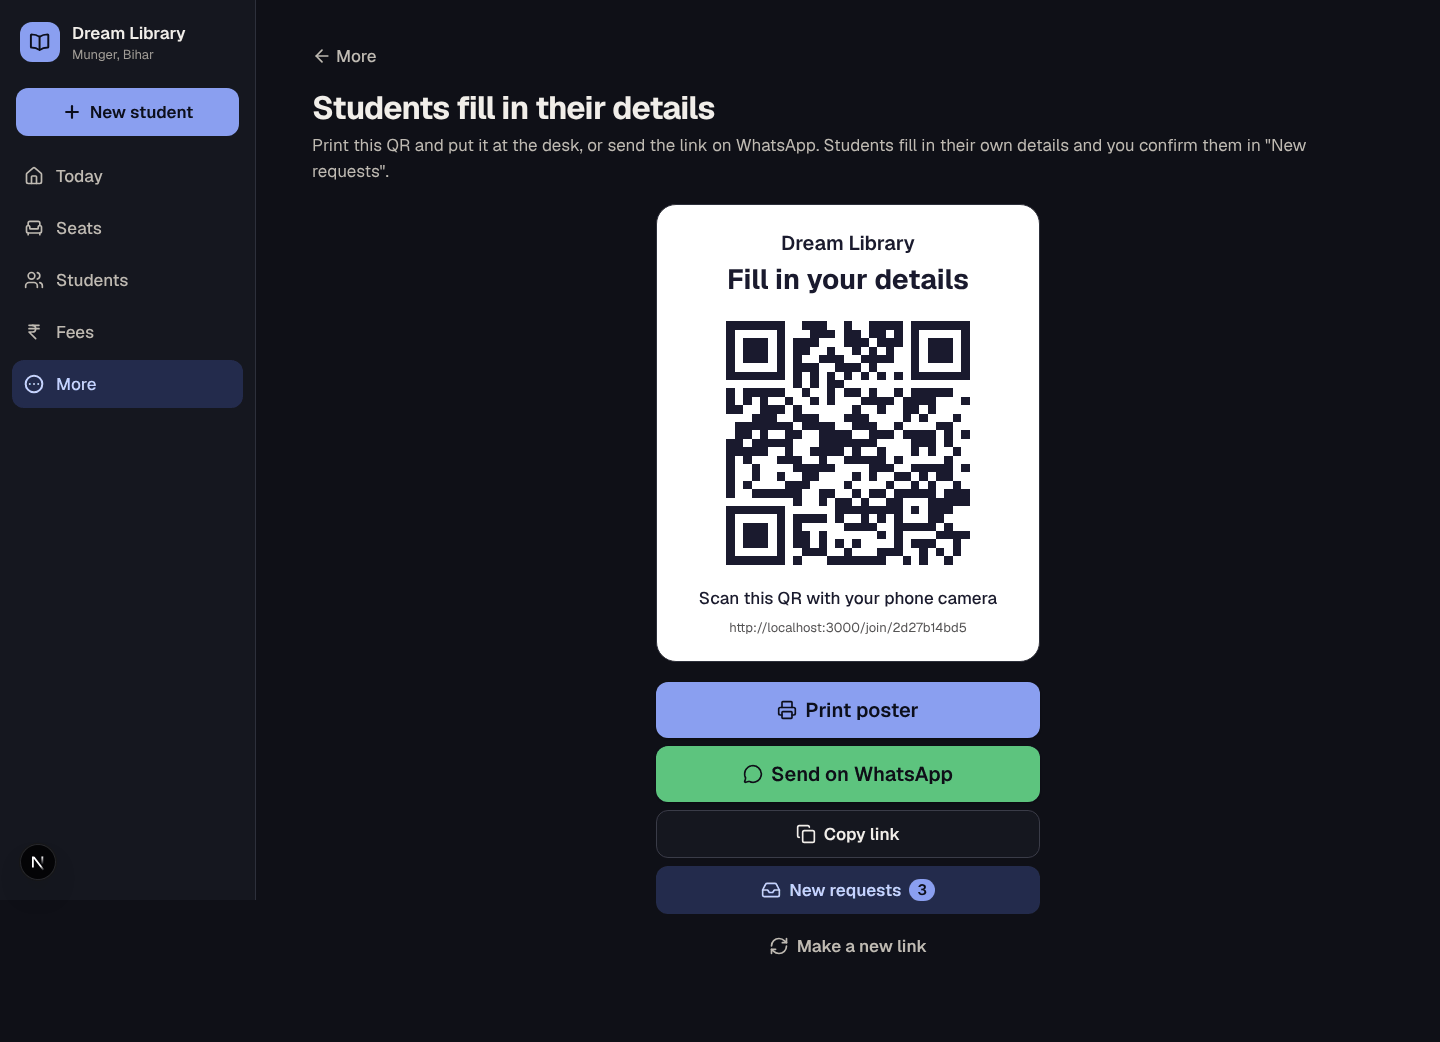 Dream Library
Munger, Bihar
New student
Today
Seats
Students
Fees
More
More
Students fill in their details
Print this QR and put it at the desk, or send the link on WhatsApp. Students fill in their own details and you confirm them in "New
requests".
Dream Library
Fill in your details
Scan this QR with your phone camera
http://localhost:3000/join/2d27b14bd5
Print poster
Send on WhatsApp
Copy link
New requests 3
Make a new link
N